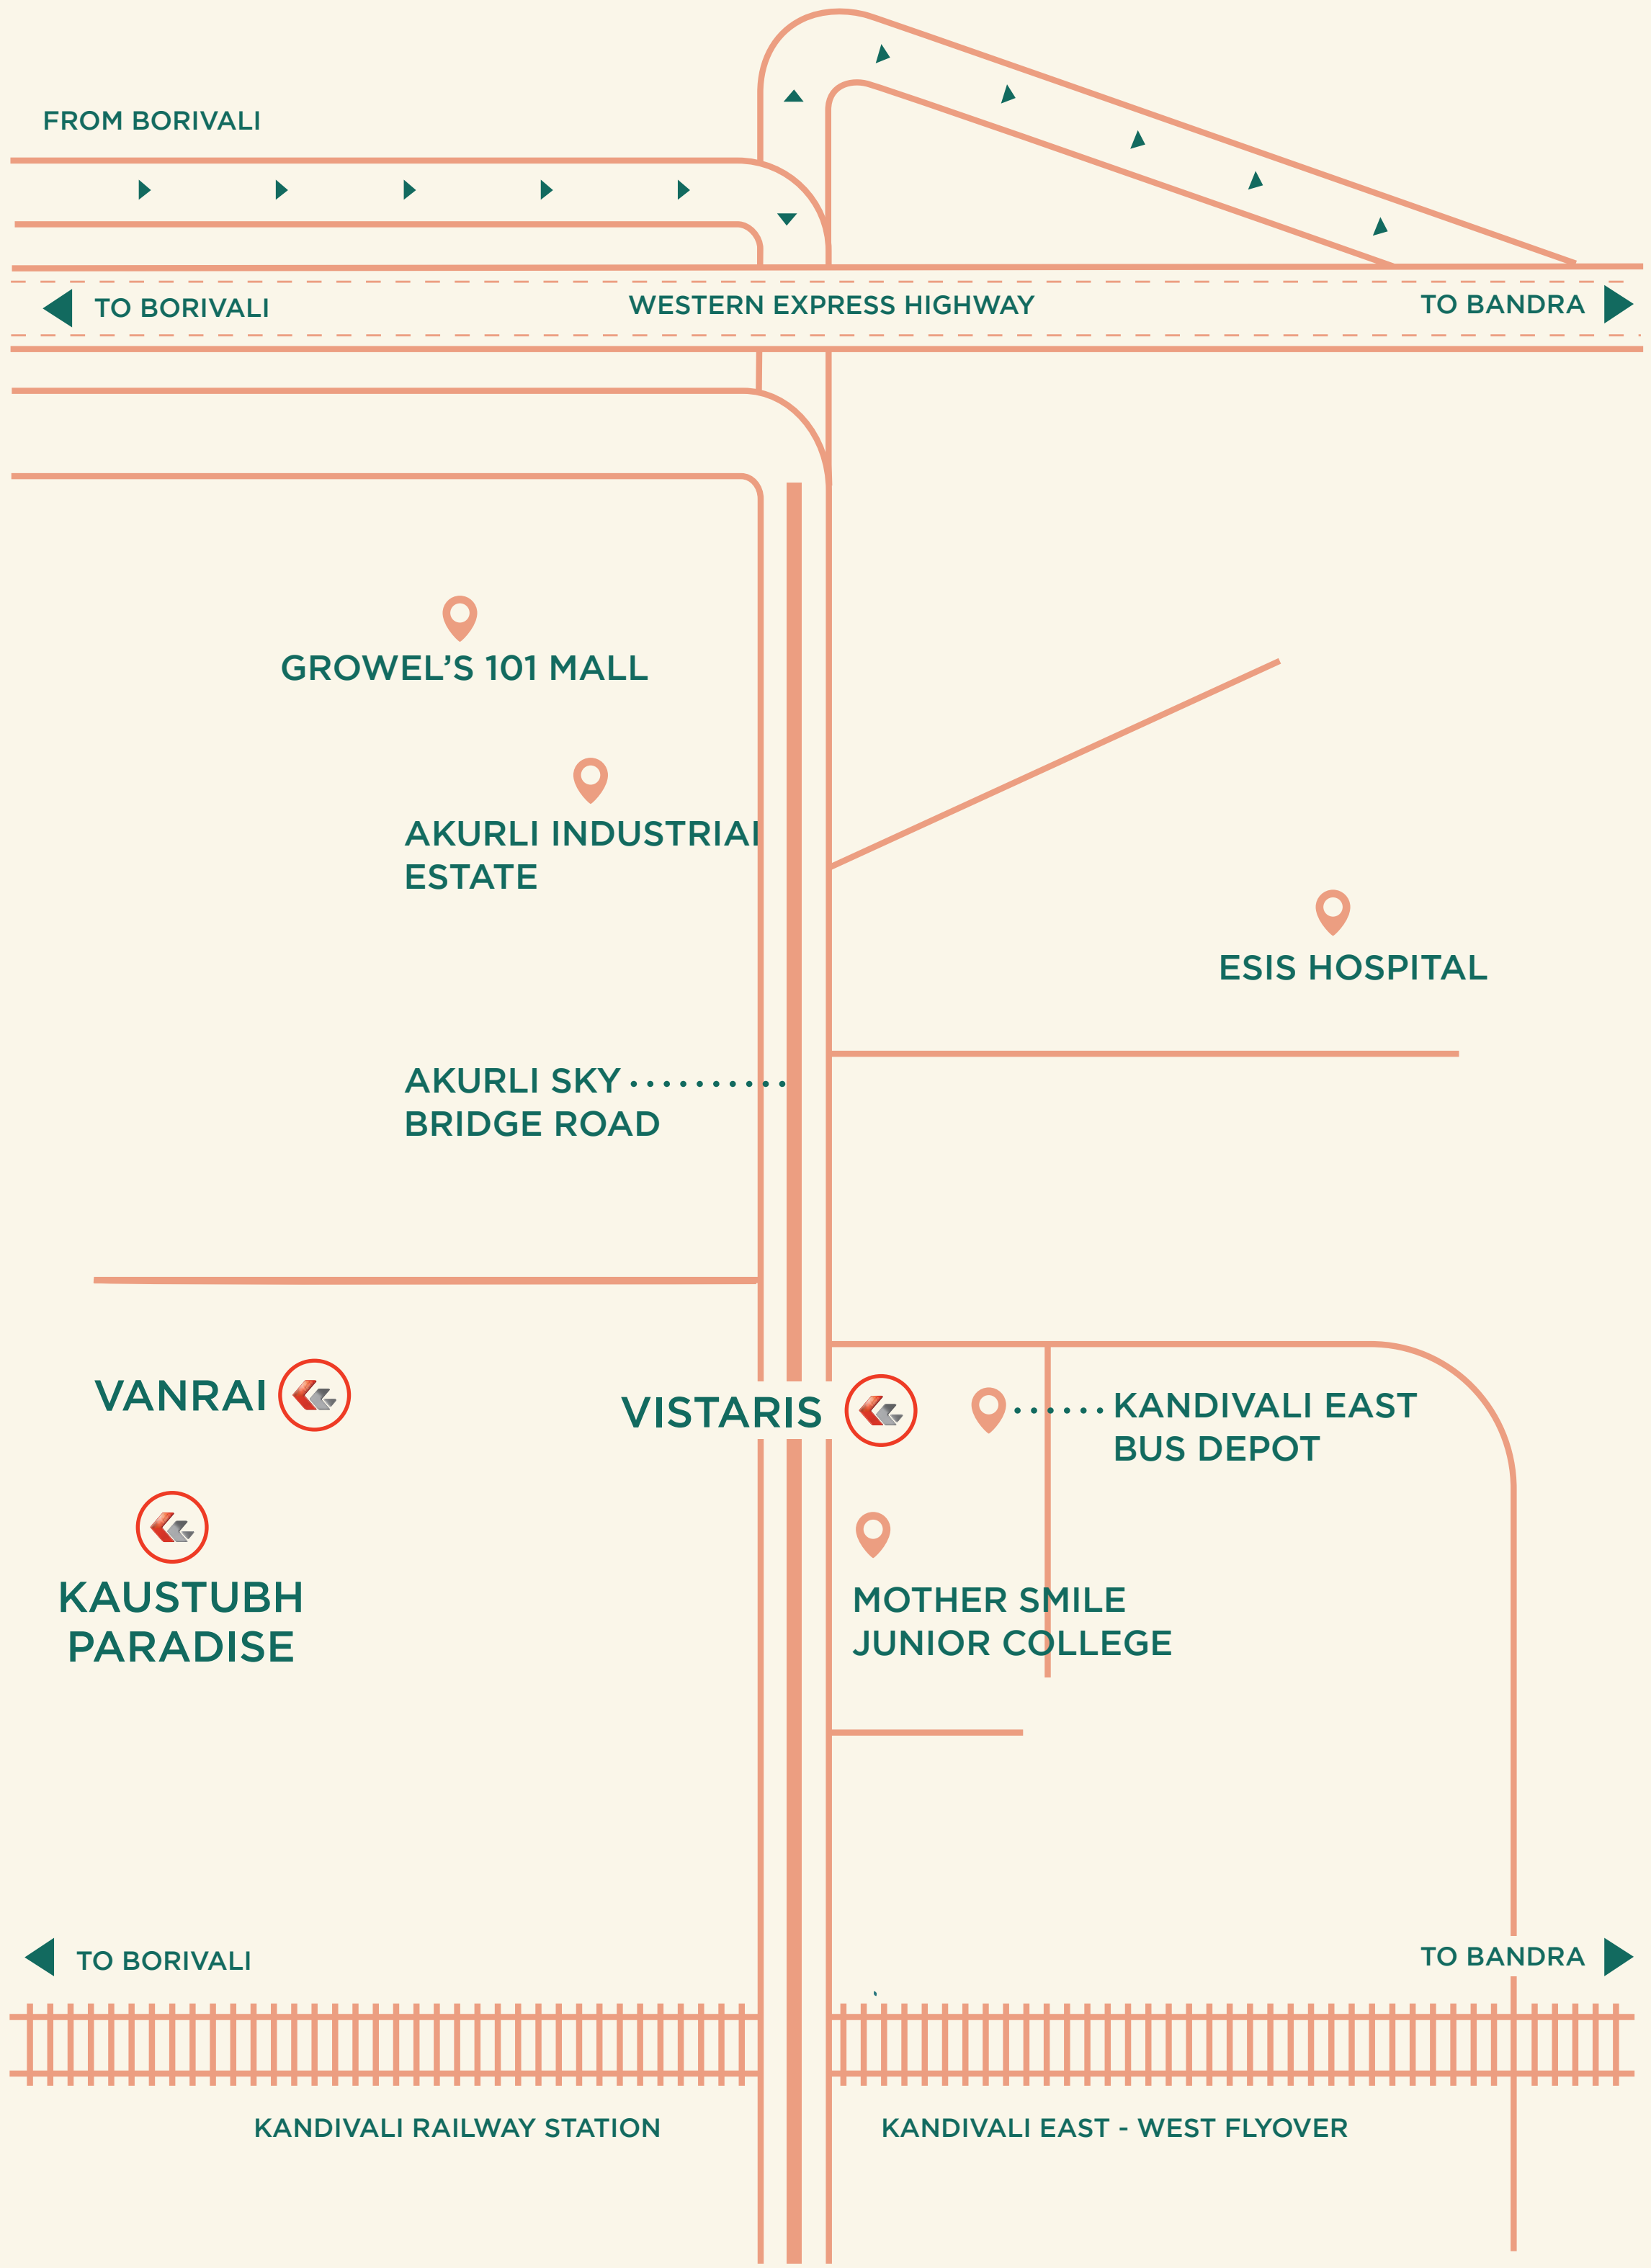 FROM BORIVALI
TO BORIVALI
WESTERN EXPRESS HIGHWAY
TO BANDRA
GROWEL’S 101 MALL
AKURLI INDUSTRIAL
ESTATE
ESIS HOSPITAL
AKURLI SKY
BRIDGE ROAD
VANRAI
VISTARIS
KANDIVALI EAST
BUS DEPOT
KAUSTUBH
PARADISE
MOTHER SMILE
JUNIOR COLLEGE
TO BORIVALI
TO BANDRA
KANDIVALI RAILWAY STATION
KANDIVALI EAST - WEST FLYOVER